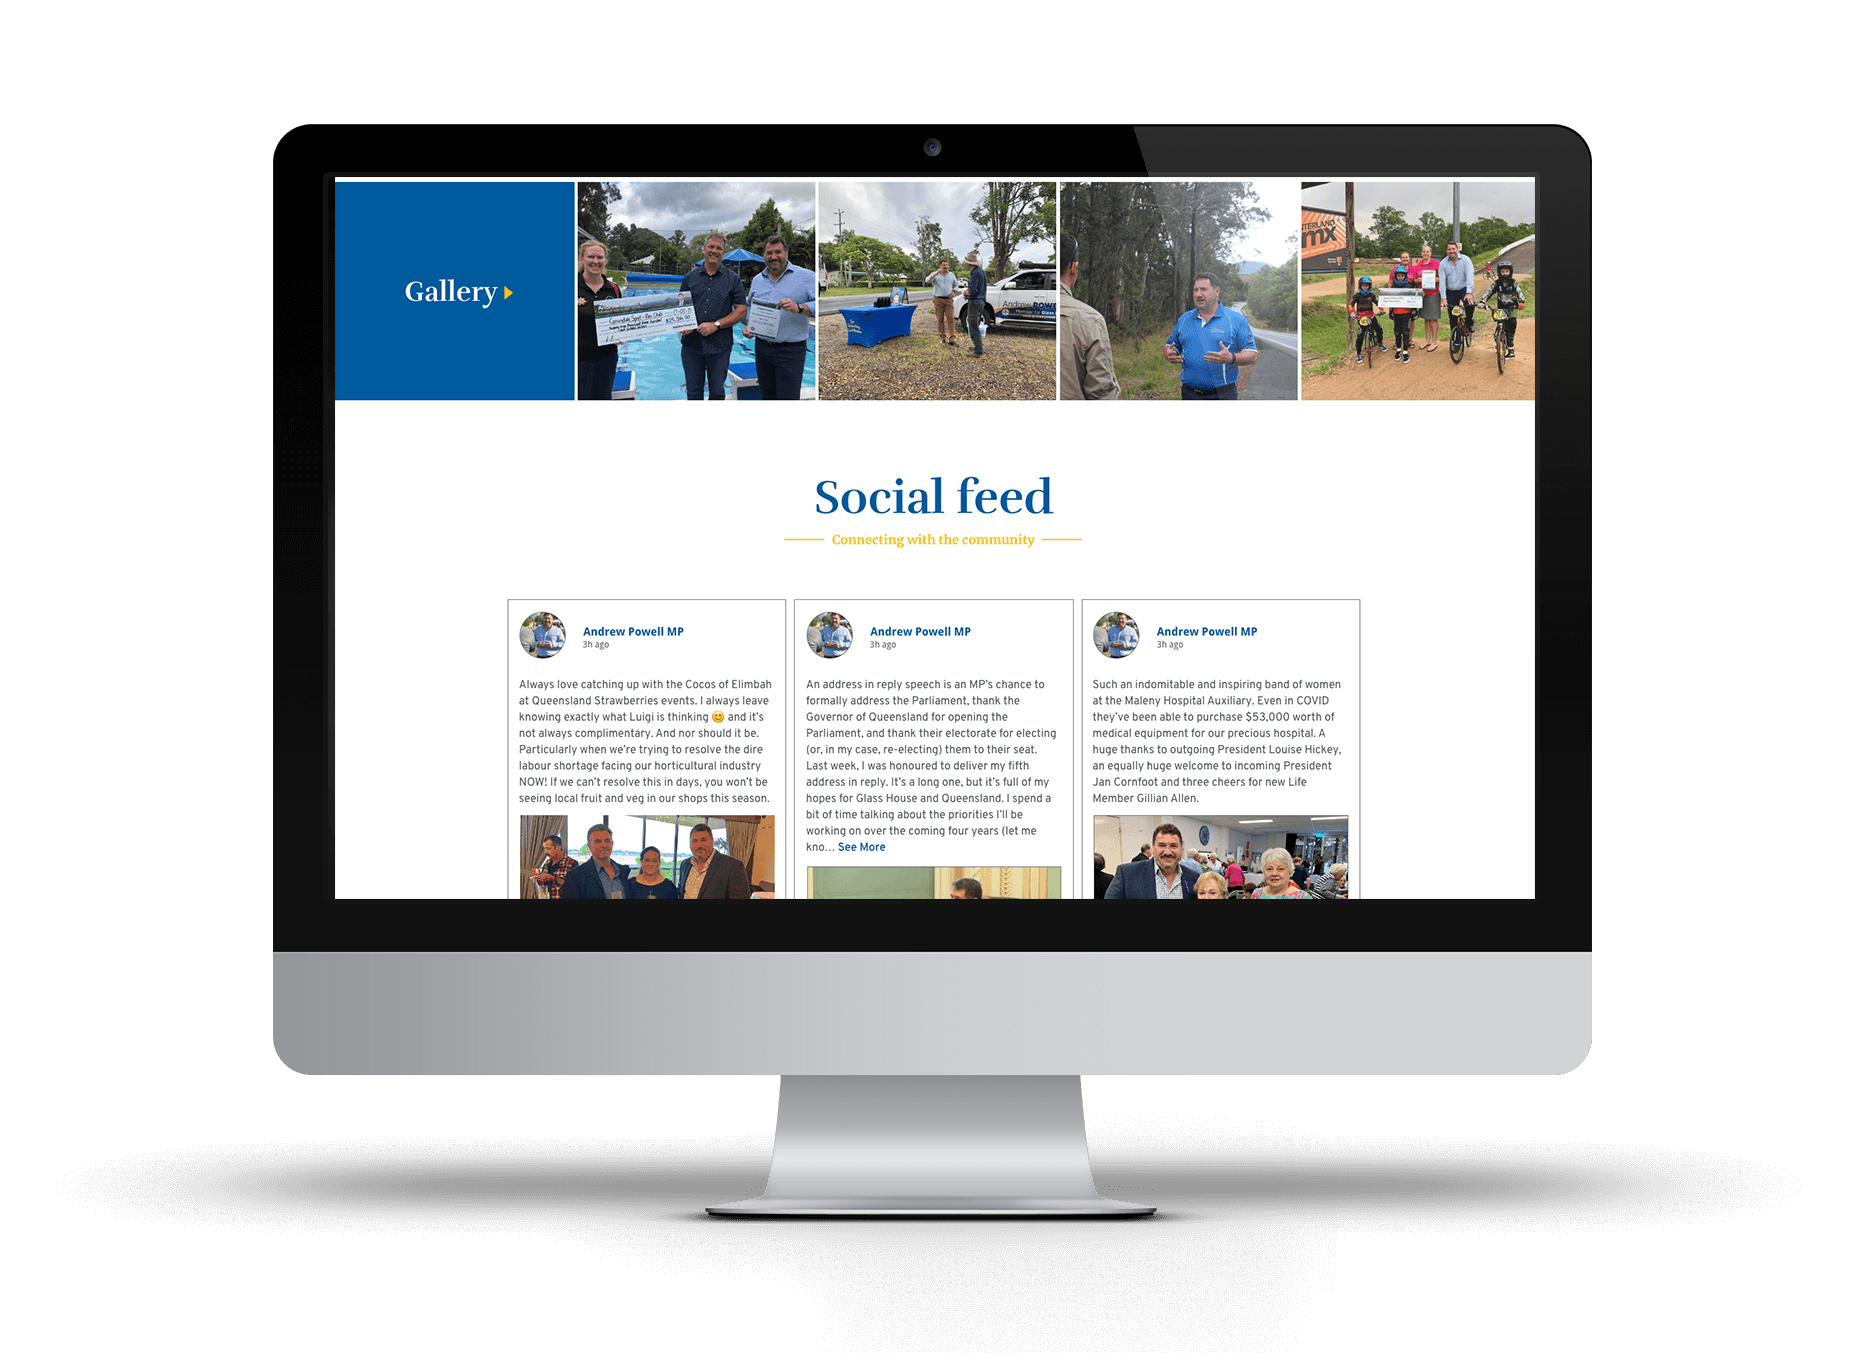 Gallery
TERLAND
mx
Andrew POWE
Social feed
Connecting with the community
Andrew Powell MP
3h ago
Always love catching up with the Cocos of Elimbah
at Queensland Strawberries events. I always leave
knowing exactly what Luigi is thinking 😊 and it's
not always complimentary. And nor should it be.
Particularly when we're trying to resolve the dire
labour shortage facing our horticultural industry
NOW! If we can't resolve this in days, you won't be
seeing local fruit and veg in our shops this season.
Andrew Powell MP
3h ago
An address in reply speech is an MP's chance to
formally address the Parliament, thank the
Governor of Queensland for opening the
Parliament, and thank their electorate for electing
(or, in my case, re-electing) them to their seat.
Last week, I was honoured to deliver my fifth
address in reply. It's a long one, but it's full of my
hopes for Glass House and Queensland. I spend a
bit of time talking about the priorities I'll be
working on over the coming four years (let me
kno... See More
Andrew Powell MP
3h ago
Such an indomitable and inspiring band of women
at the Maleny Hospital Auxiliary. Even in COVID
they've been able to purchase $53,000 worth of
medical equipment for our precious hospital. A
huge thanks to outgoing President Louise Hickey,
an equally huge welcome to incoming President
Jan Cornfoot and three cheers for new Life
Member Gillian Allen.